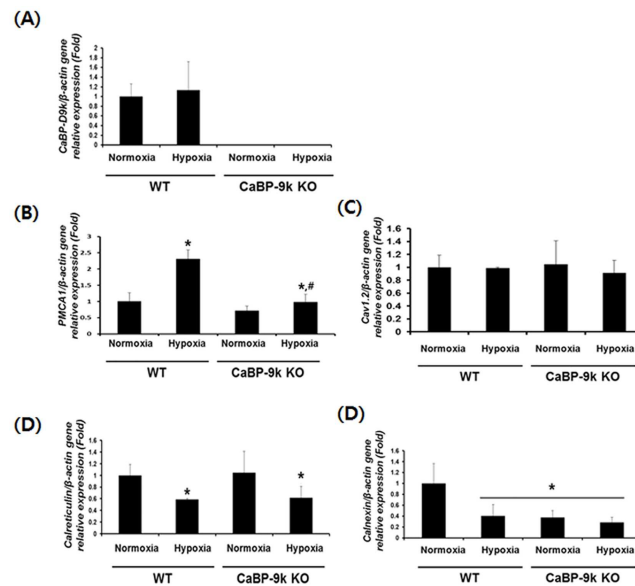 (A)
CaBP-D9k/β-actin gene
relative expression (Fold)
2
1.8
1.6
1.4
1.2
1
0.8
0.6
0.4
0.2
0
Normoxia Hypoxia Normoxia Hypoxia
WT CaBP-9k KO
(B)
PMCA1/β-actin gene
relative expression (Fold)
3
2.5
2
1.5
1
0.5
0
*
*,#
Normoxia Hypoxia Normoxia Hypoxia
WT CaBP-9k KO
(C)
Cav1.2/β-actin gene
relative expression (Fold)
1.6
1.4
1.2
1
0.8
0.6
0.4
0.2
0
Normoxia Hypoxia Normoxia Hypoxia
WT CaBP-9k KO
(D)
Calreticulin/β-actin gene
relative expression (Fold)
1.6
1.4
1.2
1
0.8
0.6
0.4
0.2
0
*
*
Normoxia Hypoxia Normoxia Hypoxia
WT CaBP-9k KO
(D)
Calnexin/β-actin gene
relative expression (Fold)
1.6
1.4
1.2
1
0.8
0.6
0.4
0.2
0
*
Normoxia Hypoxia Normoxia Hypoxia
WT CaBP-9k KO